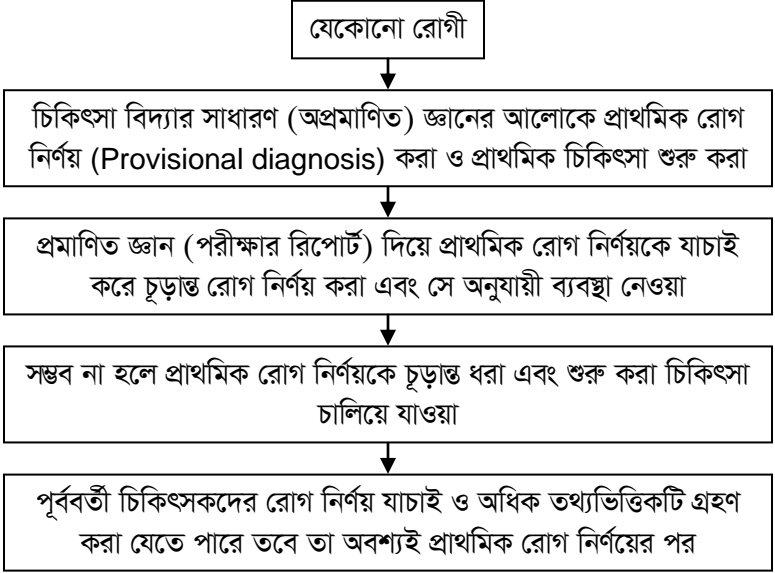 যেকোনো রোগী
চিকিৎসা বিদ্যার সাধারণ (অপ্রমাণিত) জ্ঞানের আলোকে প্রাথমিক রোগ
নির্ণয় (Provisional diagnosis) করা ও প্রাথমিক চিকিৎসা শুরু করা
প্রমাণিত জ্ঞান (পরীক্ষার রিপোর্ট) দিয়ে প্রাথমিক রোগ নির্ণয়কে যাচাই
করে চূড়ান্ত রোগ নির্ণয় করা এবং সে অনুযায়ী ব্যবস্থা নেওয়া
সম্ভব না হলে প্রাথমিক রোগ নির্ণয়কে চূড়ান্ত ধরা এবং শুরু করা চিকিৎসা
চালিয়ে যাওয়া
পূর্ববর্তী চিকিৎসকদের রোগ নির্ণয় যাচাই ও অধিক তথ্যভিত্তিকটি গ্রহণ
করা যেতে পারে তবে তা অবশ্যই প্রাথমিক রোগ নির্ণয়ের পর